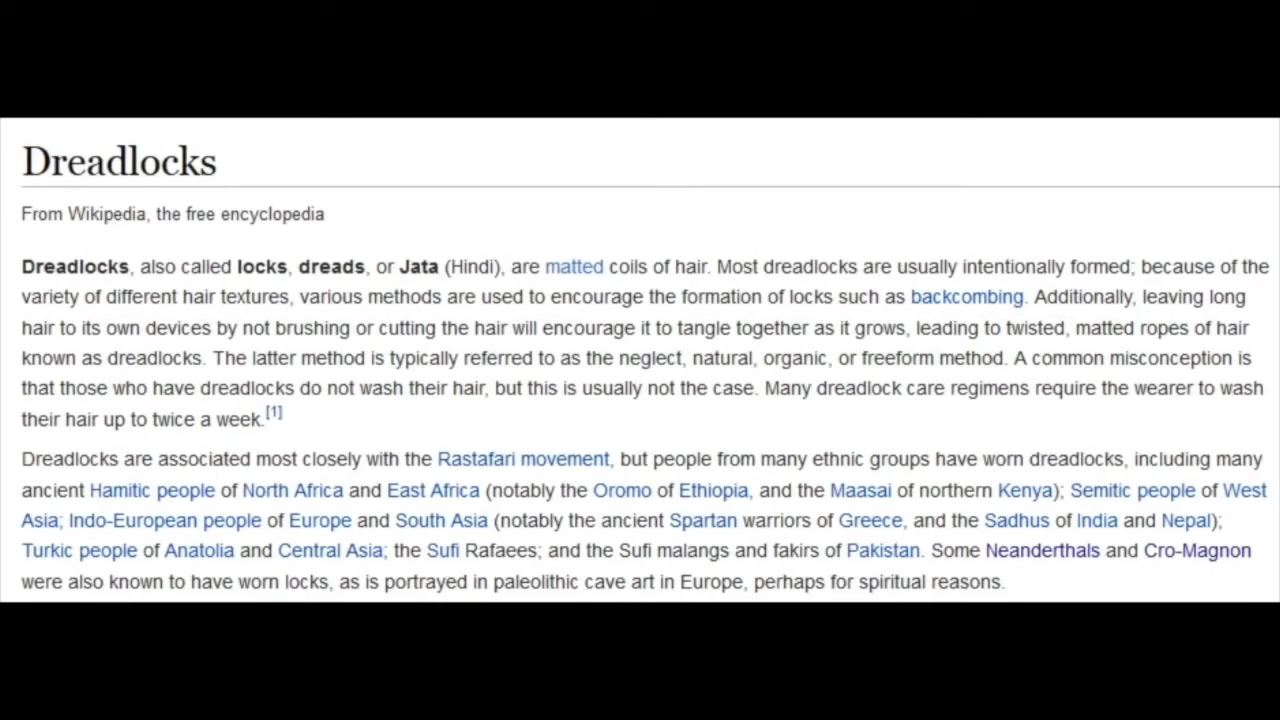 Dreadlocks
From Wikipedia, the free encyclopedia
Dreadlocks, also called locks, dreads, or Jata (Hindi), are matted coils of hair. Most dreadlocks are usually intentionally formed; because of the
variety of different hair textures, various methods are used to encourage the formation of locks such as backcombing. Additionally, leaving long
hair to its own devices by not brushing or cutting the hair will encourage it to tangle together as it grows, leading to twisted, matted ropes of hair
known as dreadlocks. The latter method is typically referred to as the neglect, natural, organic, or freeform method. A common misconception is
that those who have dreadlocks do not wash their hair, but this is usually not the case. Many dreadlock care regimens require the wearer to wash
their hair up to twice a week.[1]
Dreadlocks are associated most closely with the Rastafari movement, but people from many ethnic groups have worn dreadlocks, including many
ancient Hamitic people of North Africa and East Africa (notably the Oromo of Ethiopia, and the Maasai of northern Kenya); Semitic people of West
Asia; Indo-European people of Europe and South Asia (notably the ancient Spartan warriors of Greece, and the Sadhus of India and Nepal);
Turkic people of Anatolia and Central Asia; the Sufi Rafaees; and the Sufi malangs and fakirs of Pakistan. Some Neanderthals and Cro-Magnon
were also known to have worn locks, as is portrayed in paleolithic cave art in Europe, perhaps for spiritual reasons.